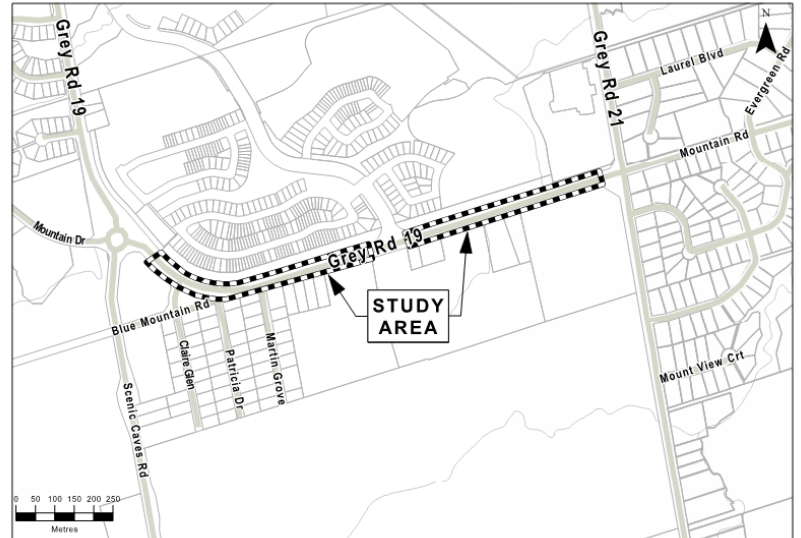 N
Grey Rd 19
Grey Rd 21
Laurel Blvd
Evergreen Rd
Mountain Rd
Mountain Dr
Grey Rd 19
Blue Mountain Rd
STUDY
AREA
Claire Glen
Patricia Dr
Martin Grove
Mount View Crt
Scenic Caves Rd
0 50 100 150 200 250
Metres